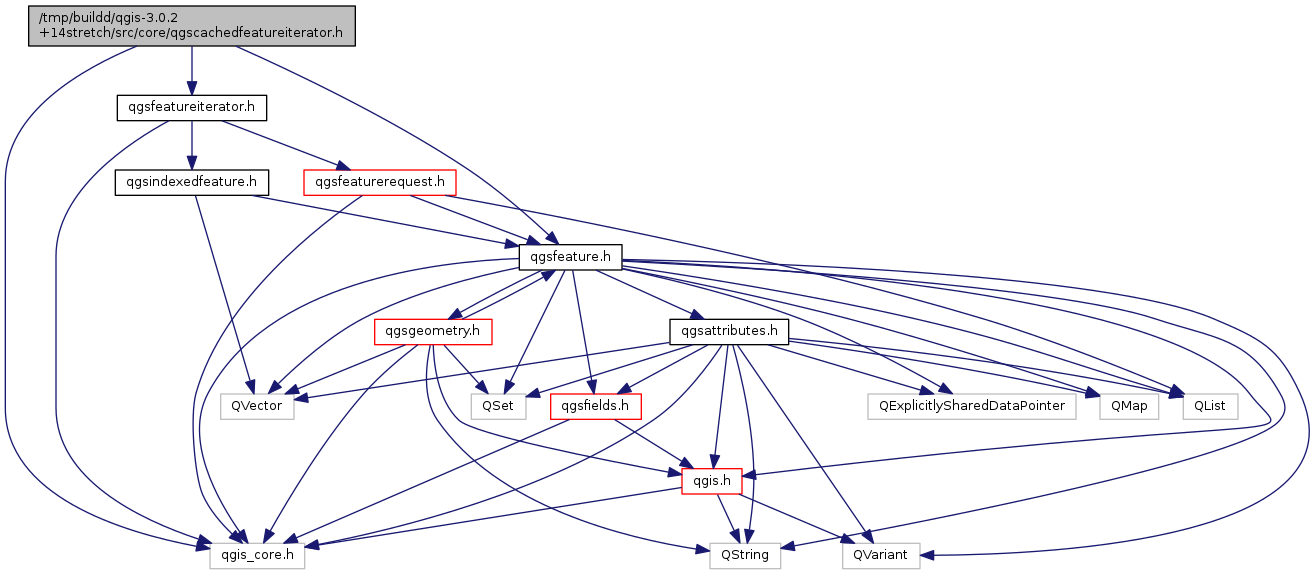 /tmp/buildd/qgis-3.0.2
+14stretch/src/core/qgscachedfeatureiterator.h
qgsfeatureiterator.h
qgsindexedfeature.h
qgsfeaturerequest.h
qgsfeature.h
qgsgeometry.h
qgsattributes.h
QVector
QSet
qgsfields.h
QExplicitlySharedDataPointer
QMap
QList
qgis.h
qgis_core.h
QString
QVariant